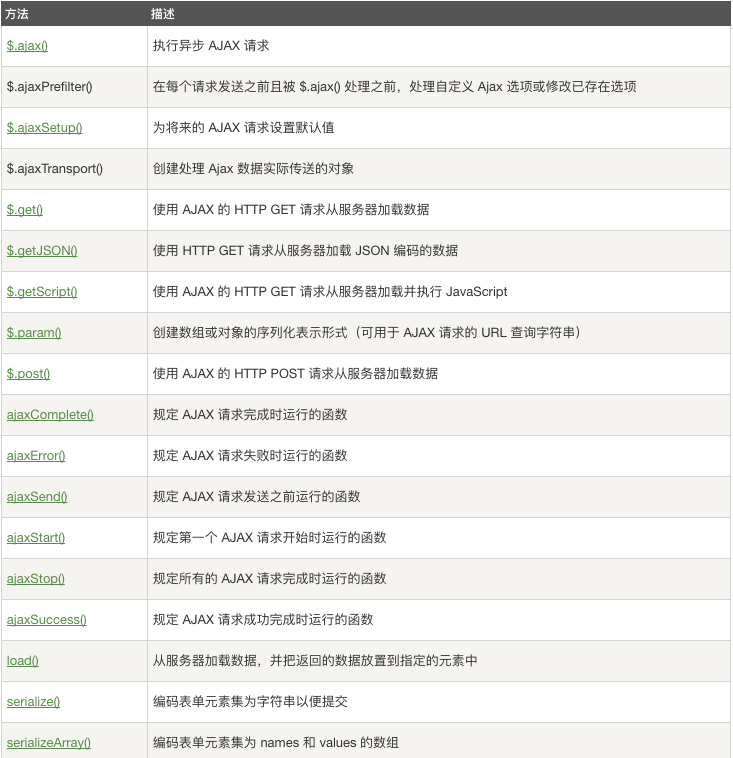 方法 描述
$.ajax() 执行异步 AJAX 请求
$.ajaxPrefilter() 在每个请求发送之前且被 $.ajax() 处理之前，处理自定义 Ajax 选项或修改已存在选项
$.ajaxSetup() 为将来的 AJAX 请求设置默认值
$.ajaxTransport() 创建处理 Ajax 数据实际传送的对象
$.get() 使用 AJAX 的 HTTP GET 请求从服务器加载数据
$.getJSON() 使用 HTTP GET 请求从服务器加载 JSON 编码的数据
$.getScript() 使用 AJAX 的 HTTP GET 请求从服务器加载并执行 JavaScript
$.param() 创建数组或对象的序列化表示形式（可用于 AJAX 请求的 URL 查询字符串）
$.post() 使用 AJAX 的 HTTP POST 请求从服务器加载数据
ajaxComplete() 规定 AJAX 请求完成时运行的函数
ajaxError() 规定 AJAX 请求失败时运行的函数
ajaxSend() 规定 AJAX 请求发送之前运行的函数
ajaxStart() 规定第一个 AJAX 请求开始时运行的函数
ajaxStop() 规定所有的 AJAX 请求完成时运行的函数
ajaxSuccess() 规定 AJAX 请求成功完成时运行的函数
load() 从服务器加载数据，并把返回的数据放置到指定的元素中
serialize() 编码表单元素集为字符串以便提交
serializeArray() 编码表单元素集为 names 和 values 的数组